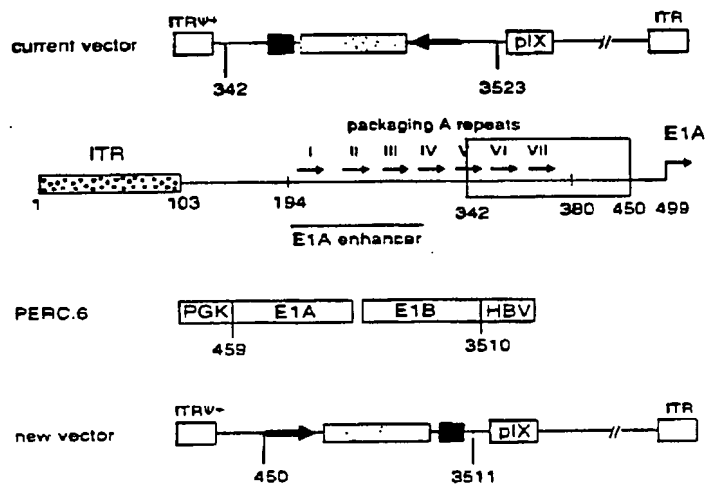 ITRΨ+ ITR
current vector pIX
342 3523
packaging A repeats
E1A
ITR I II III IV V VI VII
1 103 194 342 380 450 499
E1A enhancer
PERC.6 PGK E1A E1B HBV
459 3510
ITRΨ+ ITR
new vector pIX
450 3511